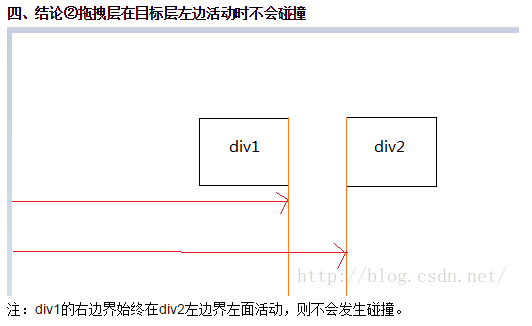 四、结论②拖拽层在目标层左边活动时不会碰撞
div1
div2
http://blog.csdn.net/
注：div1的右边界始终在div2左边界左面活动，则不会发生碰撞。